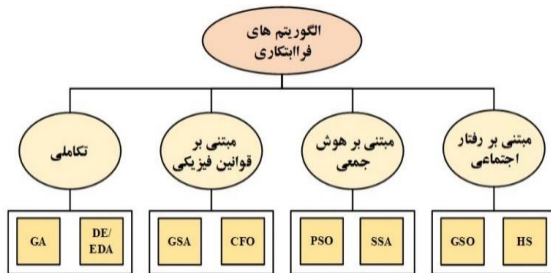 الگوریتم های
فراابتکاری
مبتنی بر رفتار
اجتماعی
مبتنی بر هوش
جمعی
مبتنی بر
قوانین فیزیکی
تکاملی
GA
DE/
EDA
GSA
CFO
PSO
SSA
GSO
HS